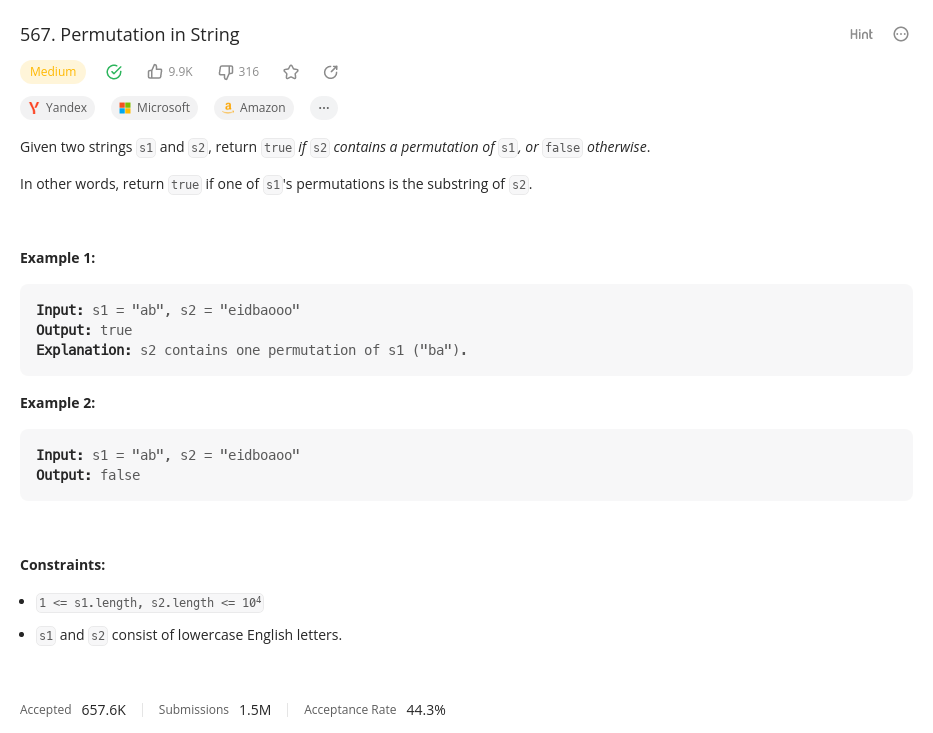 567. Permutation in String
Hint
Medium
9.9K
316
Yandex
Microsoft
Amazon
Given two strings s1 and s2, return true if s2 contains a permutation of s1, or false otherwise.
In other words, return true if one of s1's permutations is the substring of s2.
Example 1:
Input: s1 = "ab", s2 = "eidbaooo"
Output: true
Explanation: s2 contains one permutation of s1 ("ba").
Example 2:
Input: s1 = "ab", s2 = "eidboaoo"
Output: false
Constraints:
• 1 <= s1.length, s2.length <= 10⁴
• s1 and s2 consist of lowercase English letters.
Accepted 657.6K Submissions 1.5M Acceptance Rate 44.3%